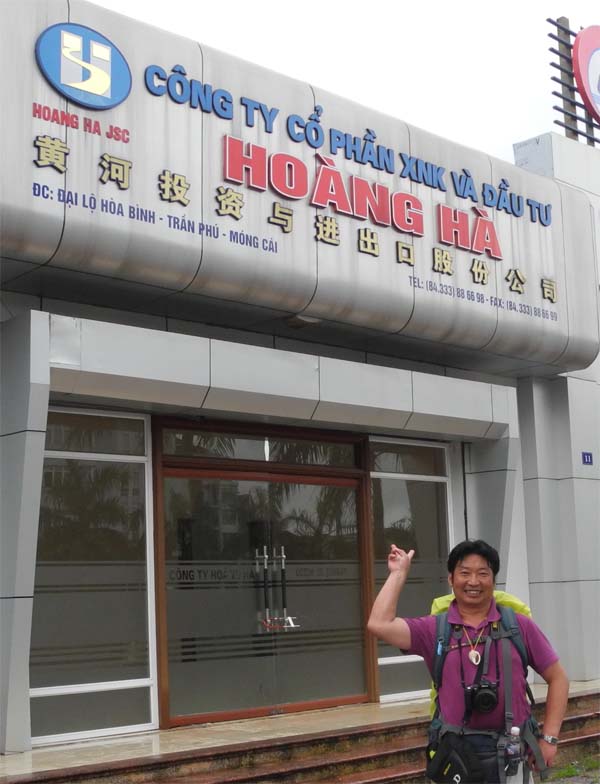 HOANG HA JSC
CÔNG TY CỔ PHẦN XNK VÀ ĐẦU TƯ
HOÀNG HÀ
黄河投资与进出口股份公司
ĐC: ĐẠI LỘ HÒA BÌNH - TRẦN PHÚ - MÓNG CÁI
TEL: (84.333) 88 66 98 - FAX: (84.333) 88 66 99
11
CÔNG TY